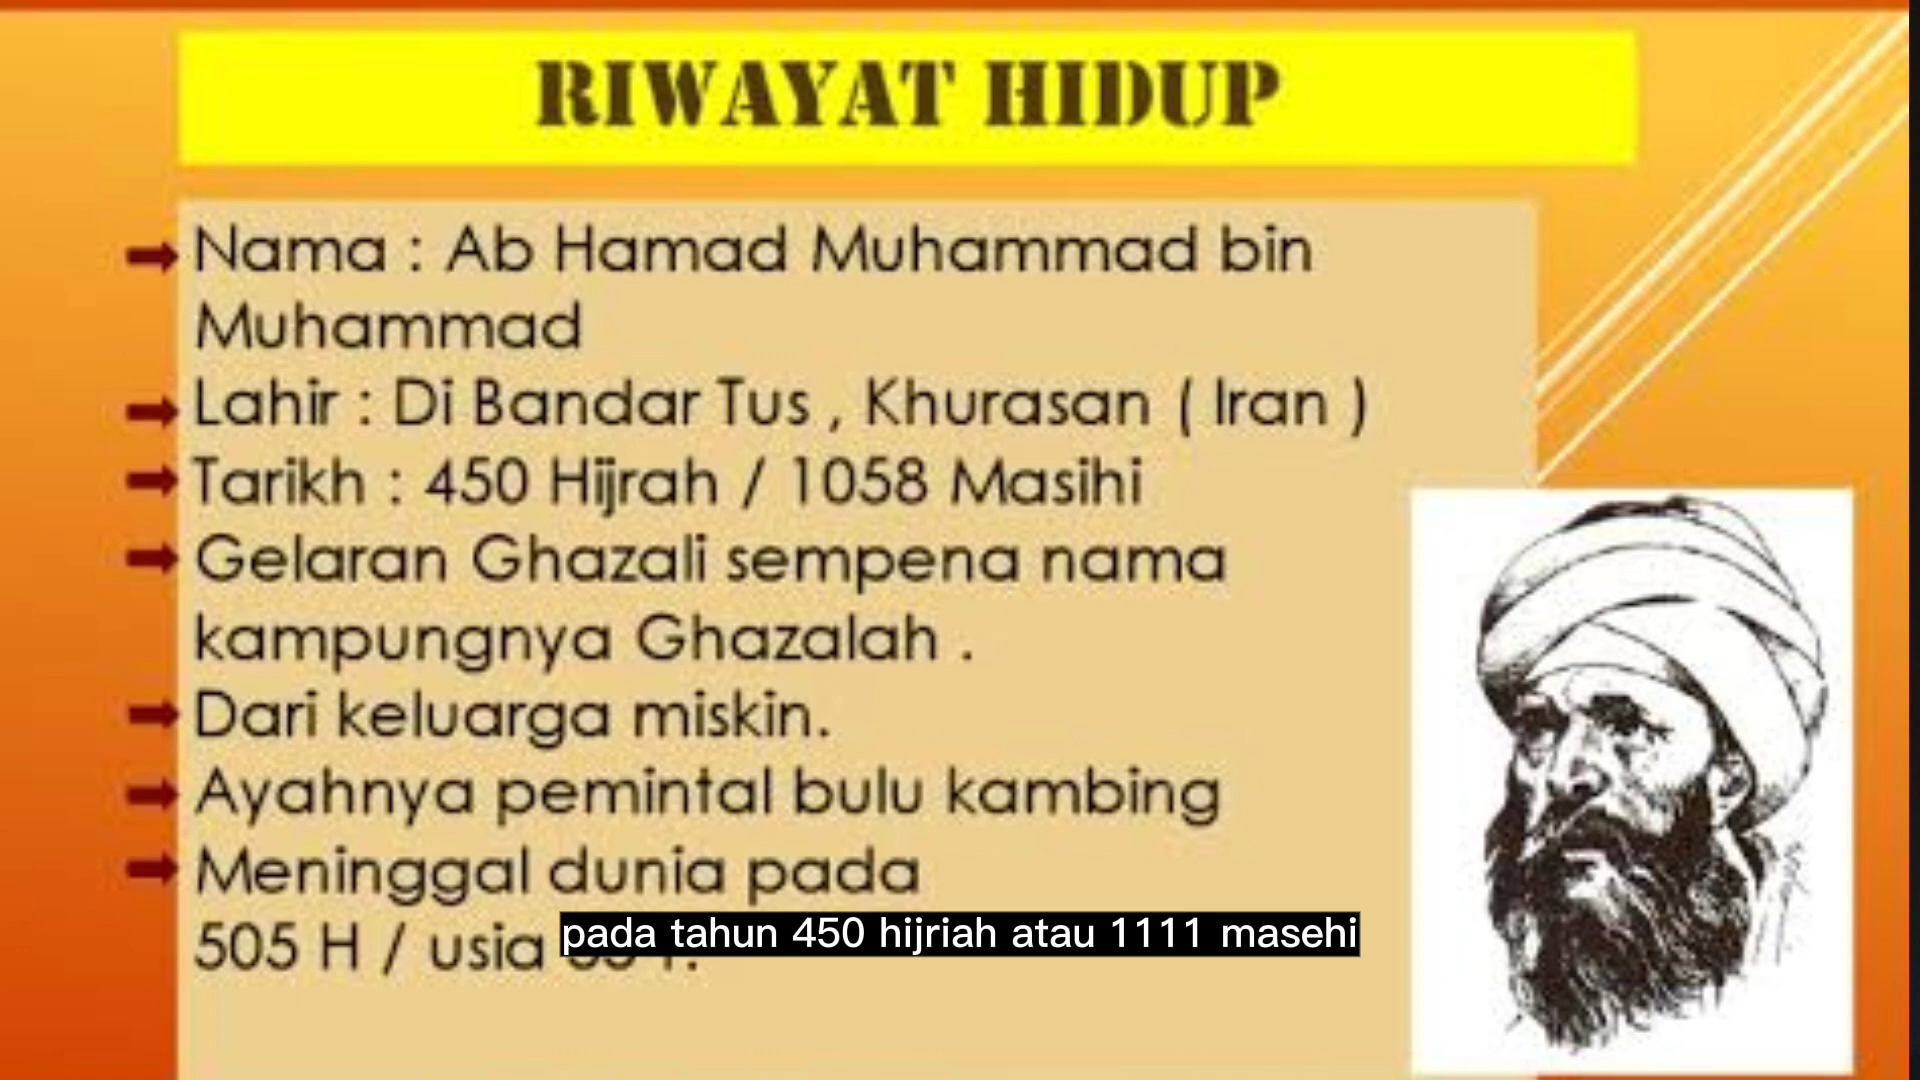 RIWAYAT HIDUP
Nama : Ab Hamad Muhammad bin
Muhammad
Lahir : Di Bandar Tus , Khurasan ( Iran )
Tarikh : 450 Hijrah / 1058 Masihi
Gelaran Ghazali sempena nama
kampungnya Ghazalah .
Dari keluarga miskin.
Ayahnya pemintal bulu kambing
Meninggal dunia pada
505 H / usia
pada tahun 450 hijriah atau 1111 masehi